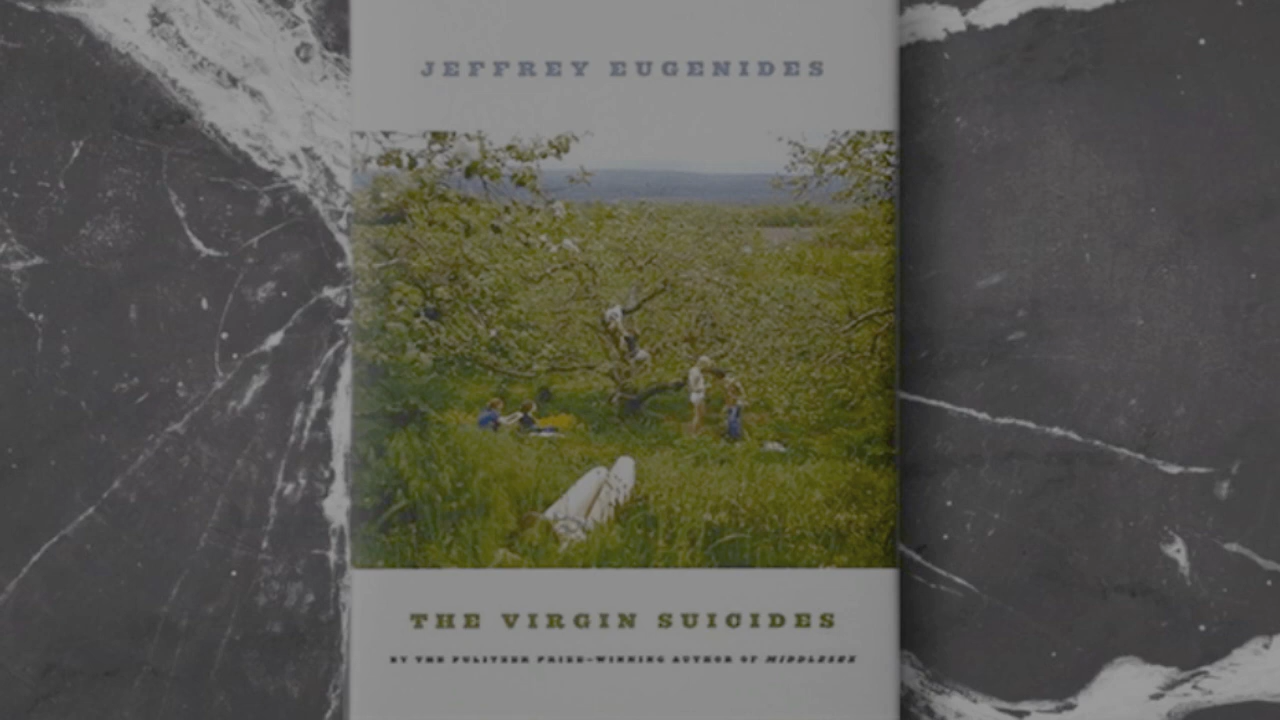 JEFFREY EUGENIDES
THE VIRGIN SUICIDES
BY THE PULITZER PRIZE–WINNING AUTHOR OF MIDDLESEX